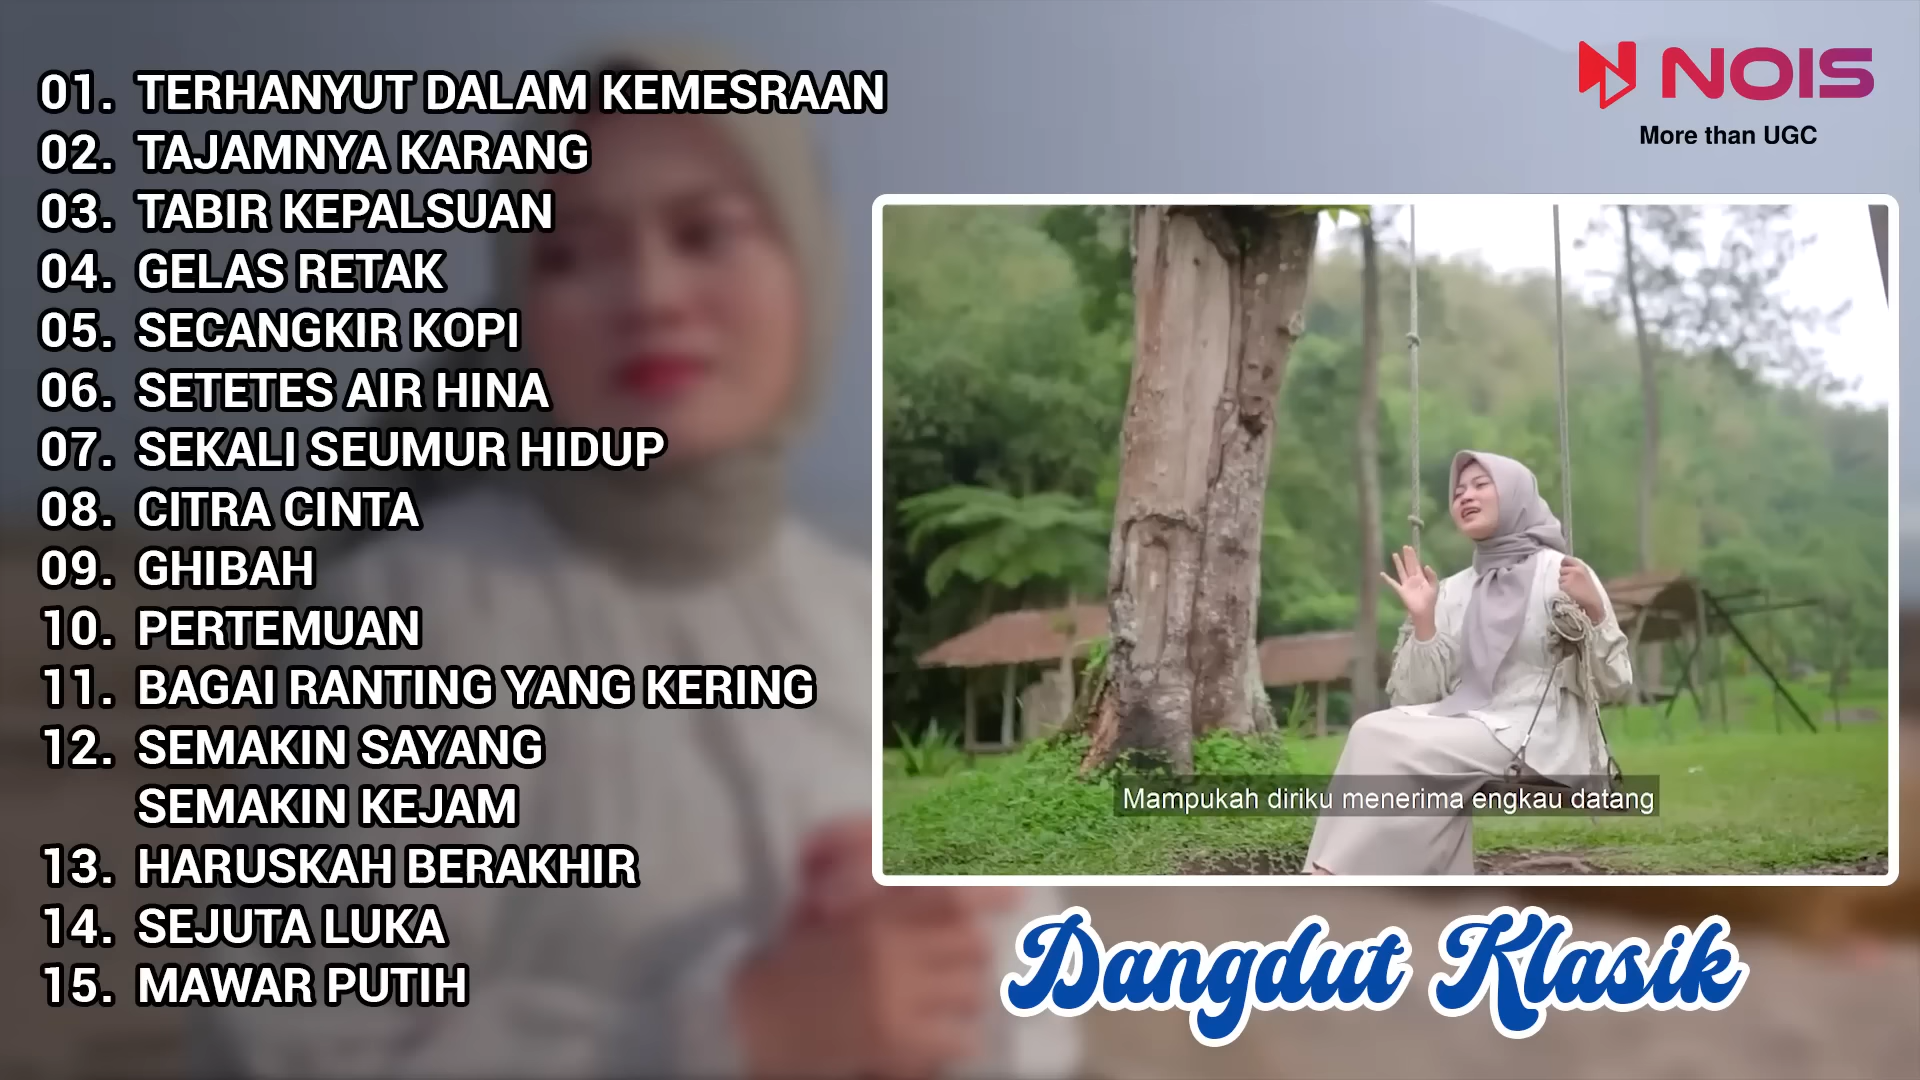 01. TERHANYUT DALAM KEMESRAAN
02. TAJAMNYA KARANG
03. TABIR KEPALSUAN
04. GELAS RETAK
05. SECANGKIR KOPI
06. SETETES AIR HINA
07. SEKALI SEUMUR HIDUP
08. CITRA CINTA
09. GHIBAH
10. PERTEMUAN
11. BAGAI RANTING YANG KERING
12. SEMAKIN SAYANG
SEMAKIN KEJAM
13. HARUSKAH BERAKHIR
14. SEJUTA LUKA
15. MAWAR PUTIH
NOIS
More than UGC
Mampukah diriku menerima engkau datang
Dangdut Klasik